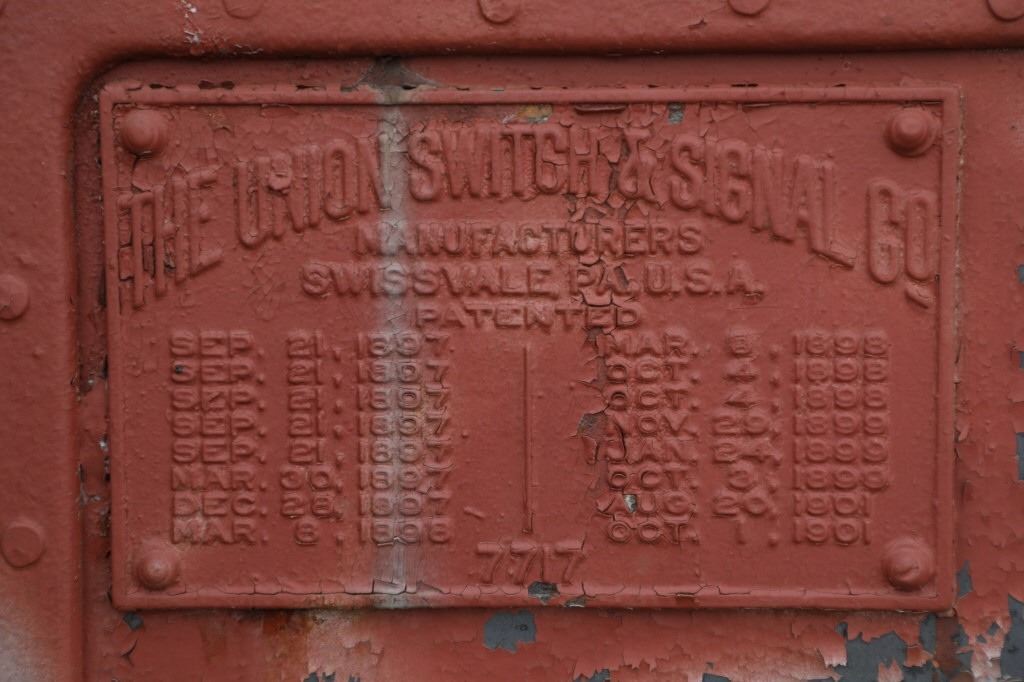 THE UNION SWITCH & SIGNAL CO.
MANUFACTURERS
SWISSVALE, PA. U.S.A.
PATENTED
SEP. 21, 1897
SEP. 21, 1897
SEP. 21, 1897
SEP. 21, 1897
SEP. 21, 1897
MAR. 30, 1897
DEC. 28, 1897
MAR. 8, 1898
MAR. 8, 1898
OCT. 4, 1898
OCT. 4, 1898
NOV. 1899
JAN. 24, 1899
OCT. 3, 1899
AUG. 20, 1901
OCT. 1, 1901
7717